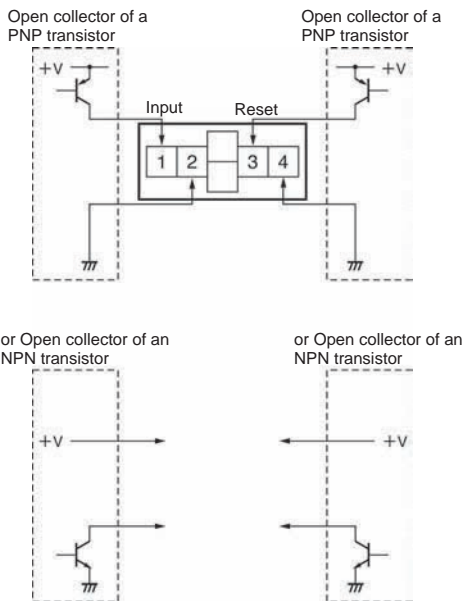 Open collector of a
PNP transistor
Open collector of a
PNP transistor
+V
+V
Input
Reset
1 2 3 4
or Open collector of an
NPN transistor
or Open collector of an
NPN transistor
+V
+V